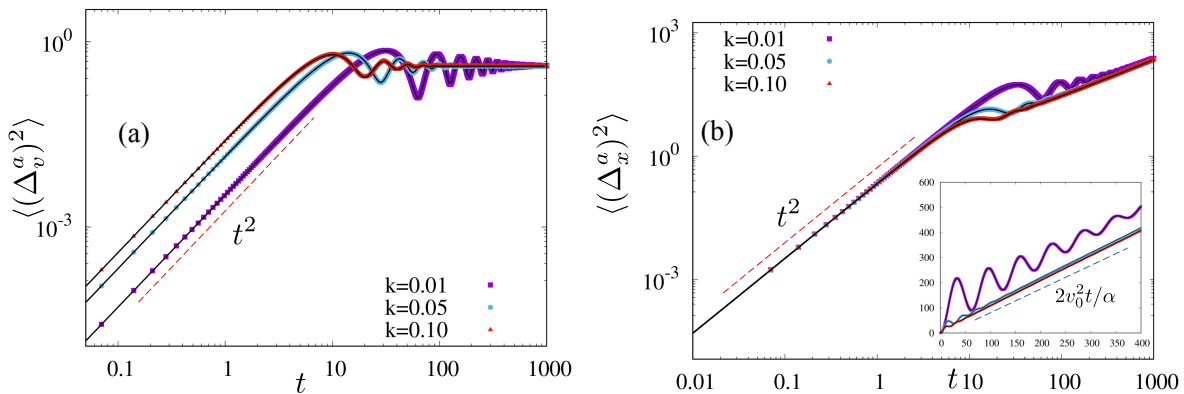 ⟨(Δ_v^a)^2⟩
10^0
10^{-3}
(a)
t^2
k=0.01
k=0.05
k=0.10
0.1
1
10
100
1000
t
⟨(Δ_x^a)^2⟩
10^3
10^0
10^{-3}
k=0.01
k=0.05
k=0.10
(b)
t^2
600
500
400
300
200
100
0
2v_0^2t/α
0 50 100 150 200 250 300 350 400
0.01
0.1
1
t
10
100
1000